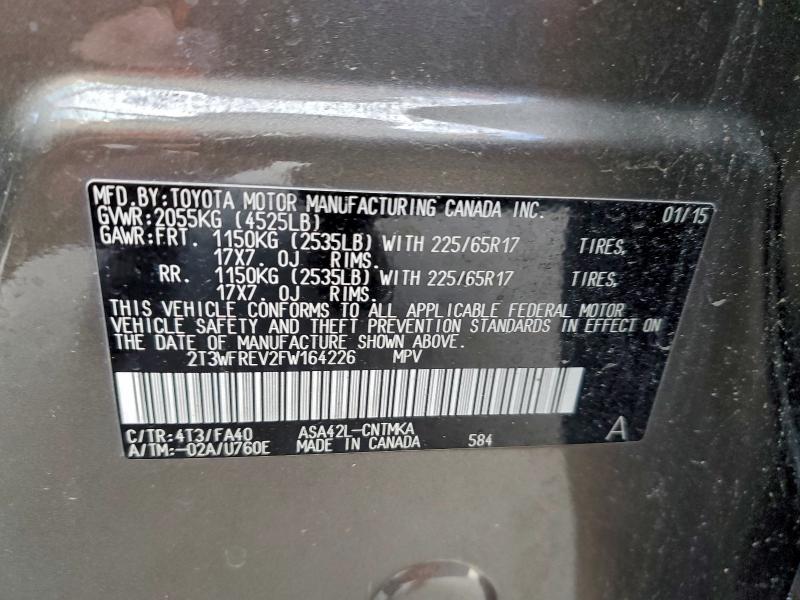 MFD.BY:TOYOTA MOTOR MANUFACTURING CANADA INC. 01/15
GVWR:2055KG (4525LB)
GAWR:FRT. 1150KG (2535LB) WITH 225/65R17 TIRES,
17X7. OJ RIMS.
RR. 1150KG (2535LB) WITH 225/65R17 TIRES,
17X7. OJ RIMS.
THIS VEHICLE CONFORMS TO ALL APPLICABLE FEDERAL MOTOR
VEHICLE SAFETY AND THEFT PREVENTION STANDARDS IN EFFECT ON
THE DATE OF MANUFACTURE SHOWN ABOVE.
2T3WFREV2FW164226 MPV
C/TR:4T3/FA40 ASA42L-CNTMKA A
A/TM:-02A/U760E MADE IN CANADA 584